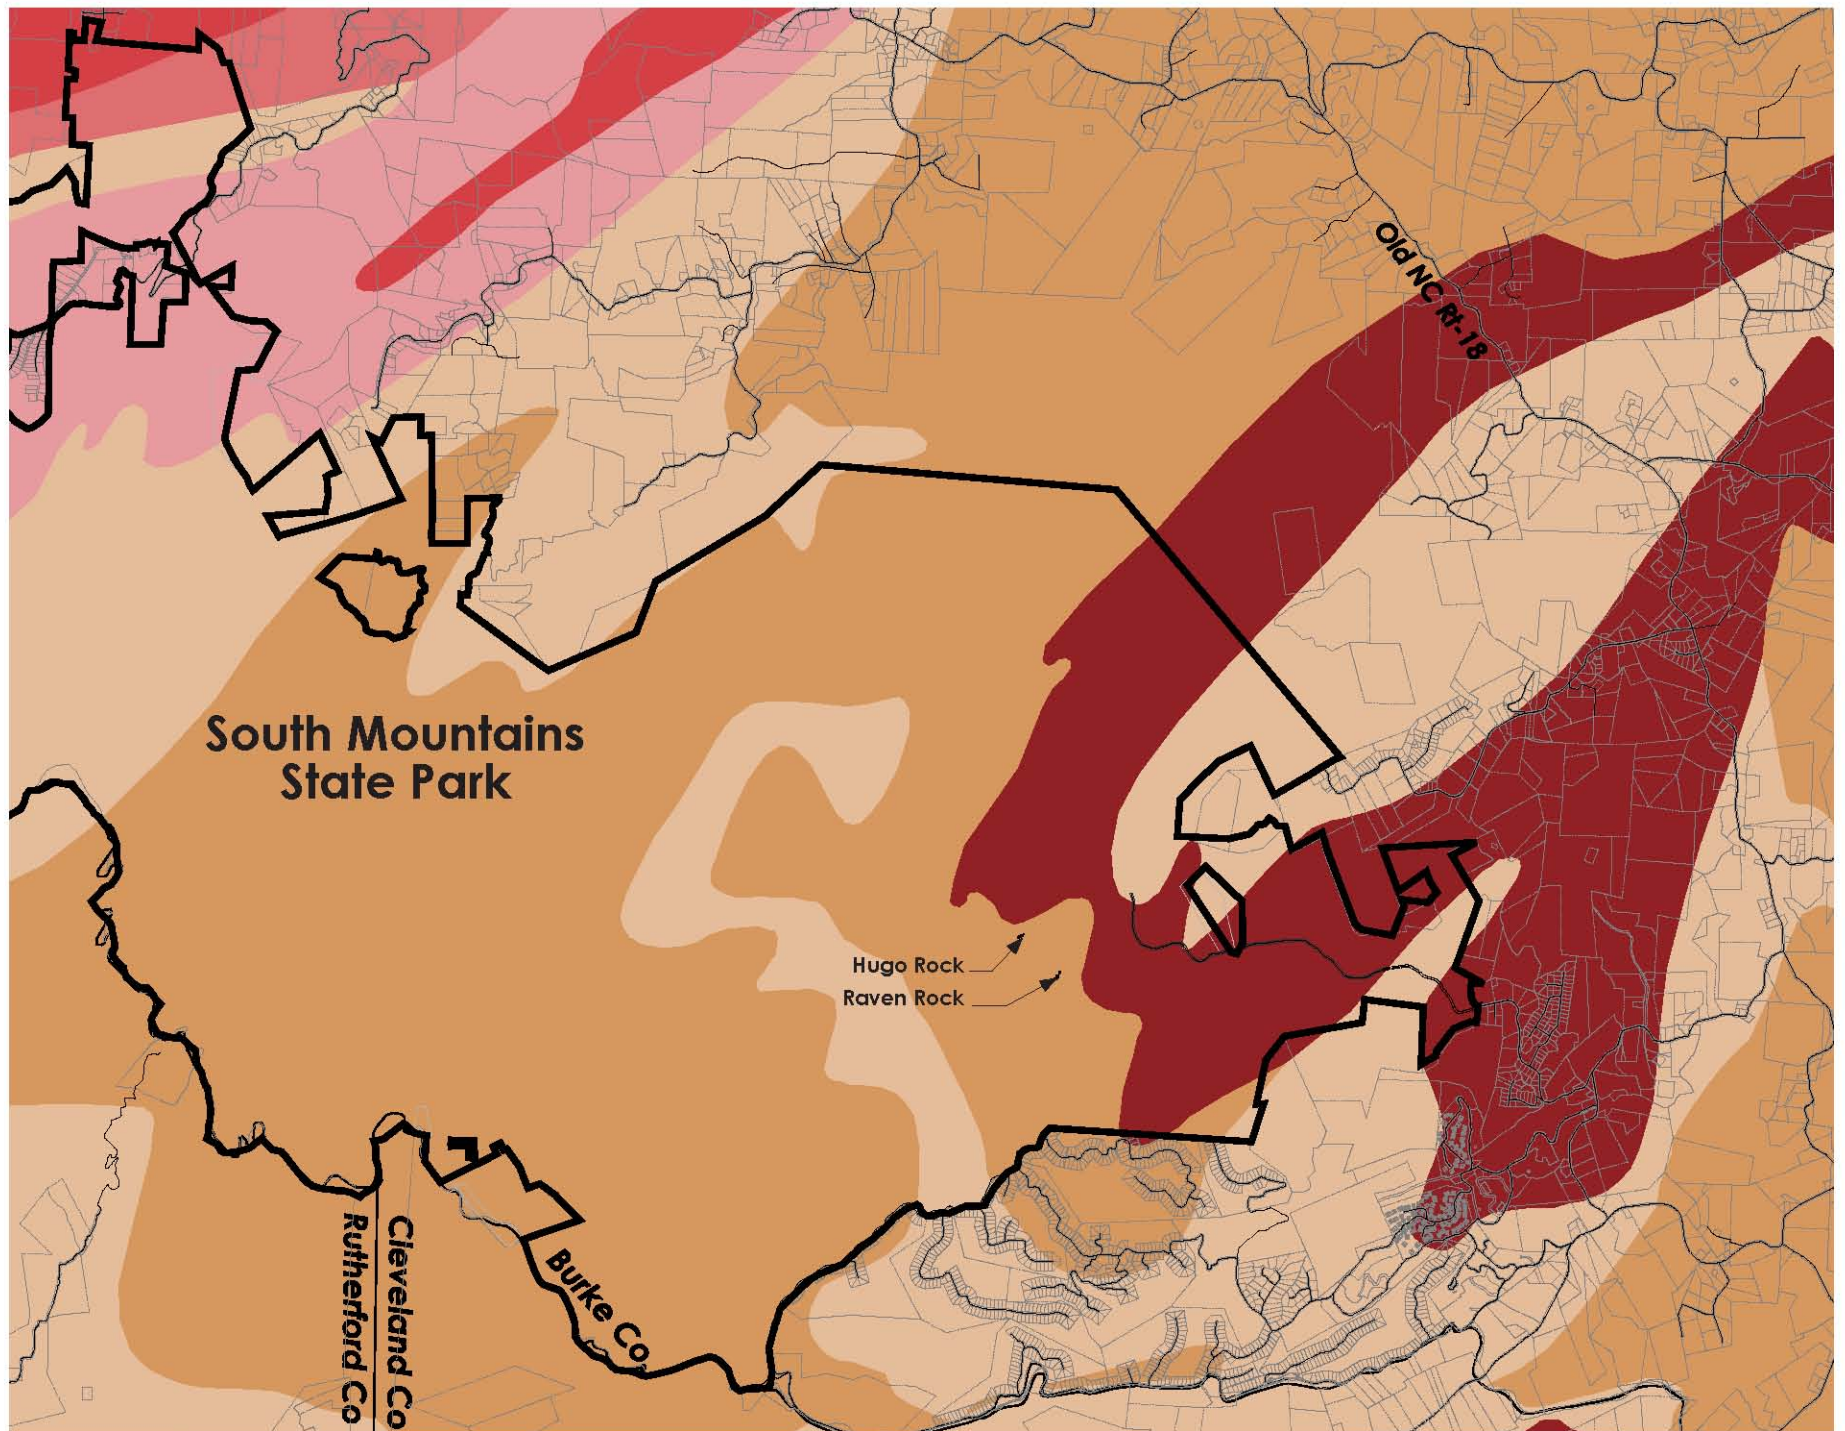 Old NC Rt-18
South Mountains
State Park
Hugo Rock
Raven Rock
Cleveland Co
Rutherford Co
Burke Co